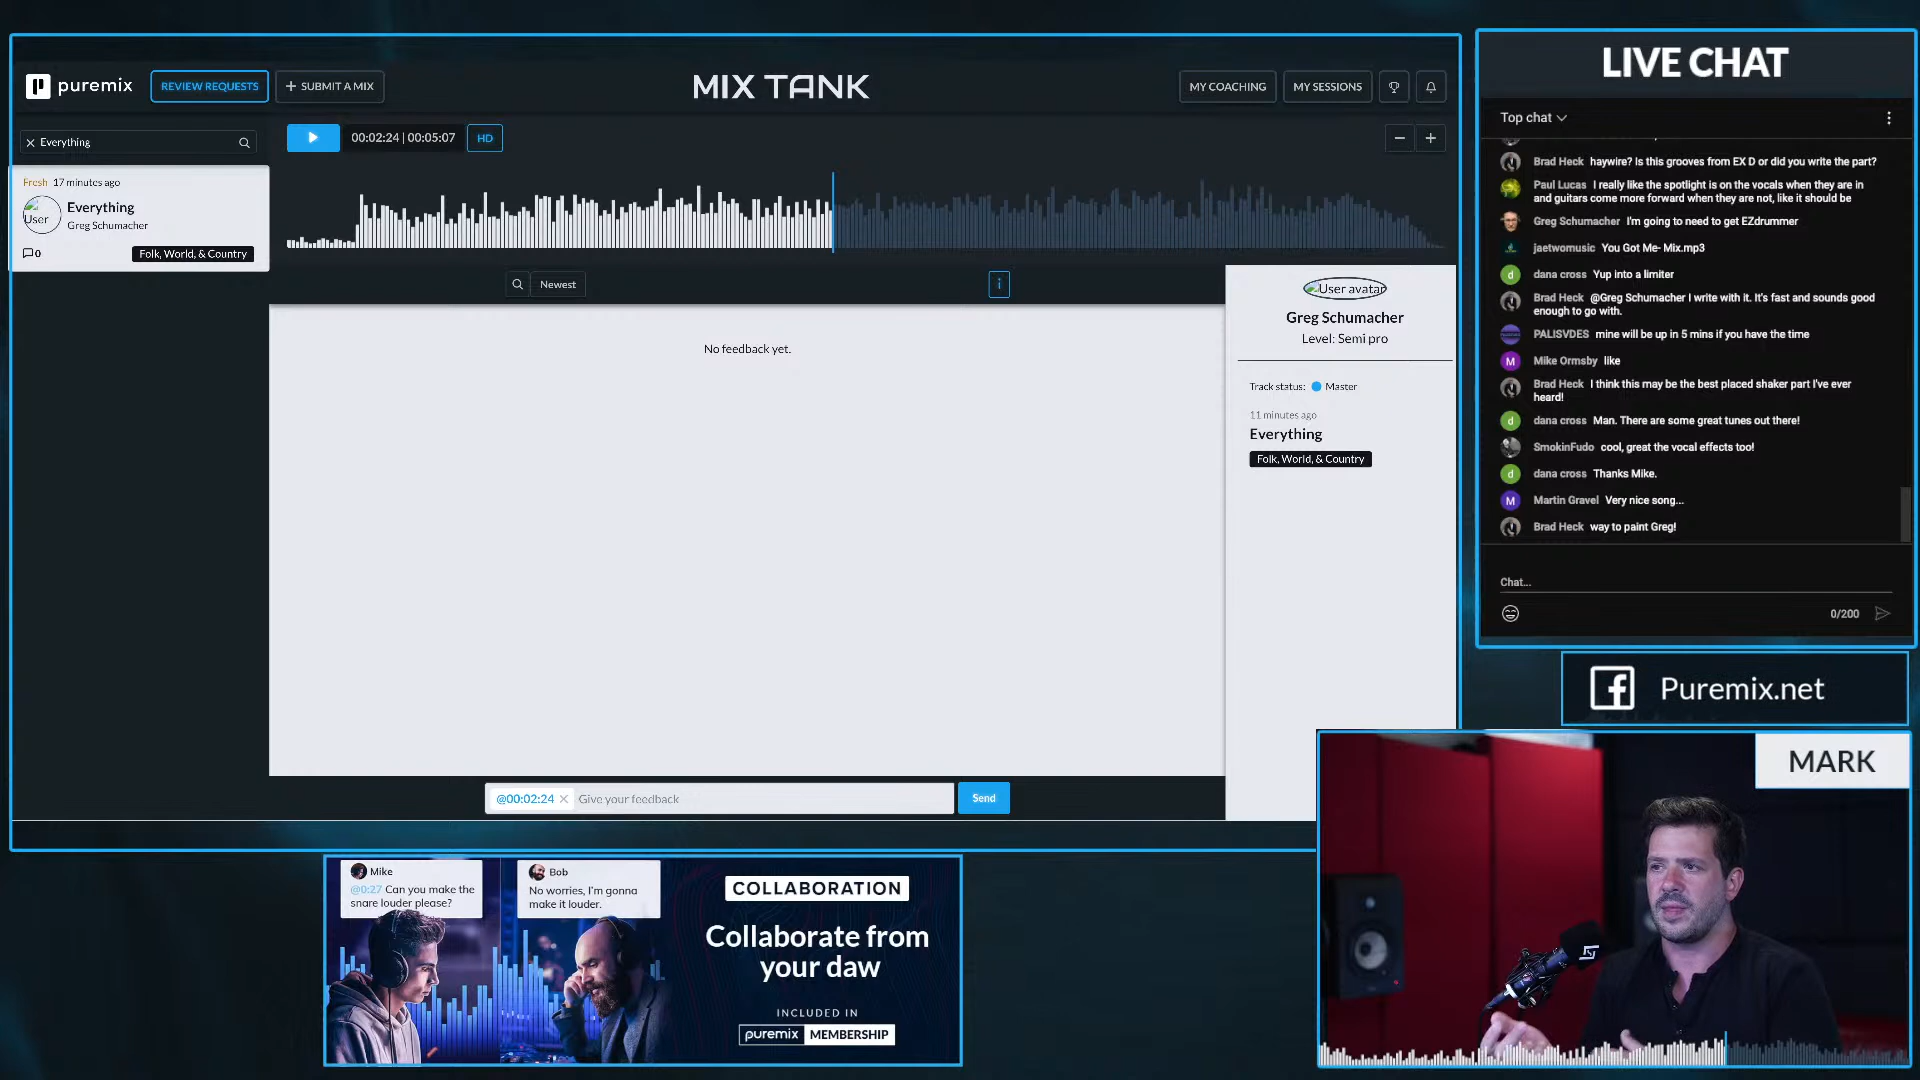 puremix
REVIEW REQUESTS
+ SUBMIT A MIX
MIX TANK
MY COACHING
MY SESSIONS
Everything
Fresh 17 minutes ago
User
Everything
Greg Schumacher
0
Folk, World, & Country
00:02:24 | 00:05:07
HD
Newest
i
No feedback yet.
User avatar
Greg Schumacher
Level: Semi pro
Track status: Master
11 minutes ago
Everything
Folk, World, & Country
@00:02:24 Give your feedback
Send
LIVE CHAT
Top chat
Brad Heck haywire? Is this grooves from EX D or did you write the part?
Paul Lucas I really like the spotlight is on the vocals when they are in
and guitars come more forward when they are not, like it should be
Greg Schumacher I'm going to need to get EZdrummer
jaetwomusic You Got Me- Mix.mp3
d dana cross Yup into a limiter
Brad Heck @Greg Schumacher I write with it. It's fast and sounds good
enough to go with.
PALISVDES mine will be up in 5 mins if you have the time
M Mike Ormsby like
Brad Heck I think this may be the best placed shaker part I've ever
heard!
d dana cross Man. There are some great tunes out there!
SmokinFudo cool, great the vocal effects too!
d dana cross Thanks Mike.
M Martin Gravel Very nice song...
Brad Heck way to paint Greg!
Chat...
0/200
Puremix.net
MARK
Mike
@0:27 Can you make the
snare louder please?
Bob
No worries, I'm gonna
make it louder.
COLLABORATION
Collaborate from
your daw
INCLUDED IN
puremix MEMBERSHIP